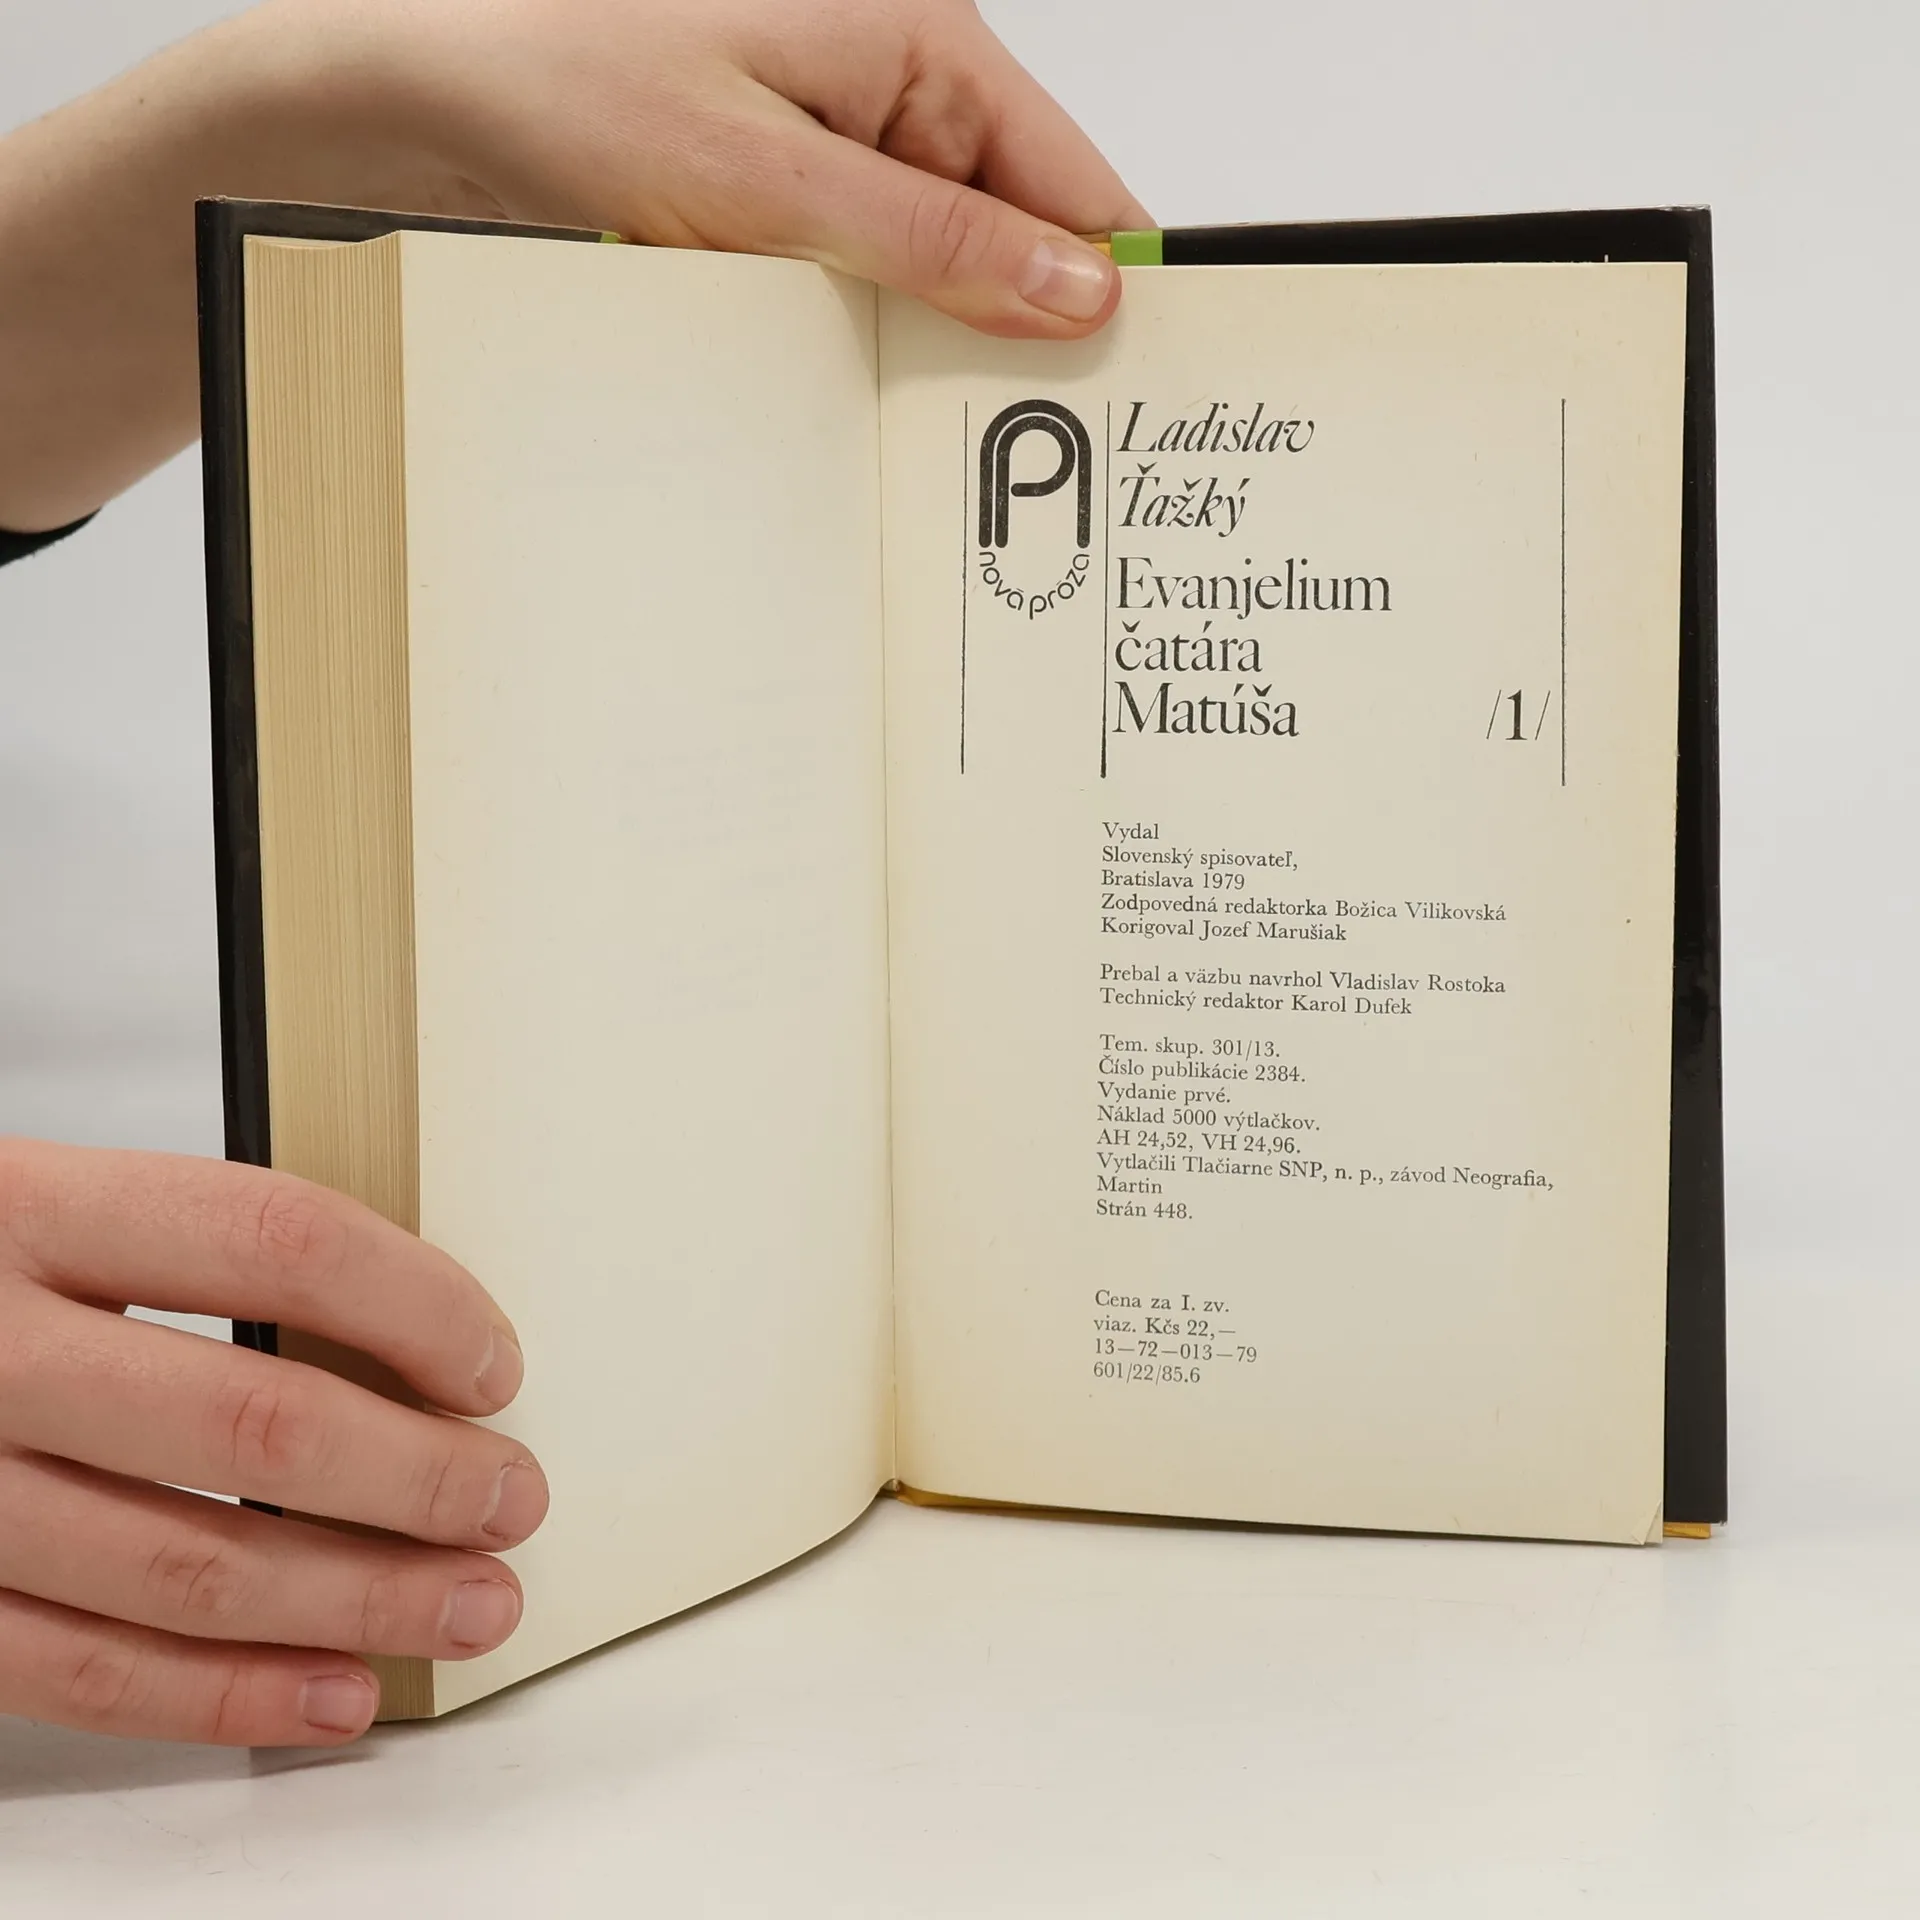 nová próza
Ladislav
Ťažký
Evanjelium
čatára
Matúša /1/
Vydal
Slovenský spisovateľ,
Bratislava 1979
Zodpovedná redaktorka Božica Vilikovská
Korigoval Jozef Marušiak
Prebal a väzbu navrhol Vladislav Rostoka
Technický redaktor Karol Dufek
Tem. skup. 301/13.
Číslo publikácie 2384.
Vydanie prvé.
Náklad 5000 výtlačkov.
AH 24,52, VH 24,96.
Vytlačili Tlačiarne SNP, n. p., závod Neografia,
Martin
Strán 448.
Cena za I. zv.
viaz. Kčs 22,—
13—72—013—79
601/22/85.6